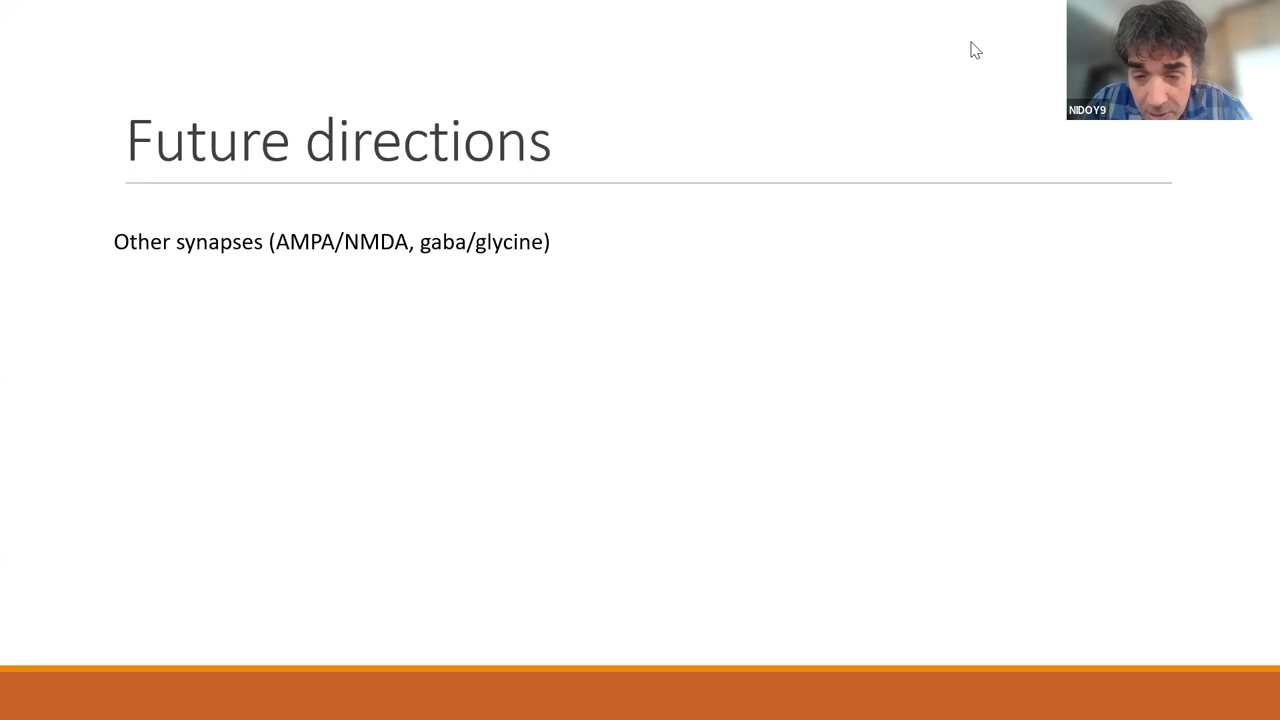 NIDOY9
Future directions
Other synapses (AMPA/NMDA, gaba/glycine)